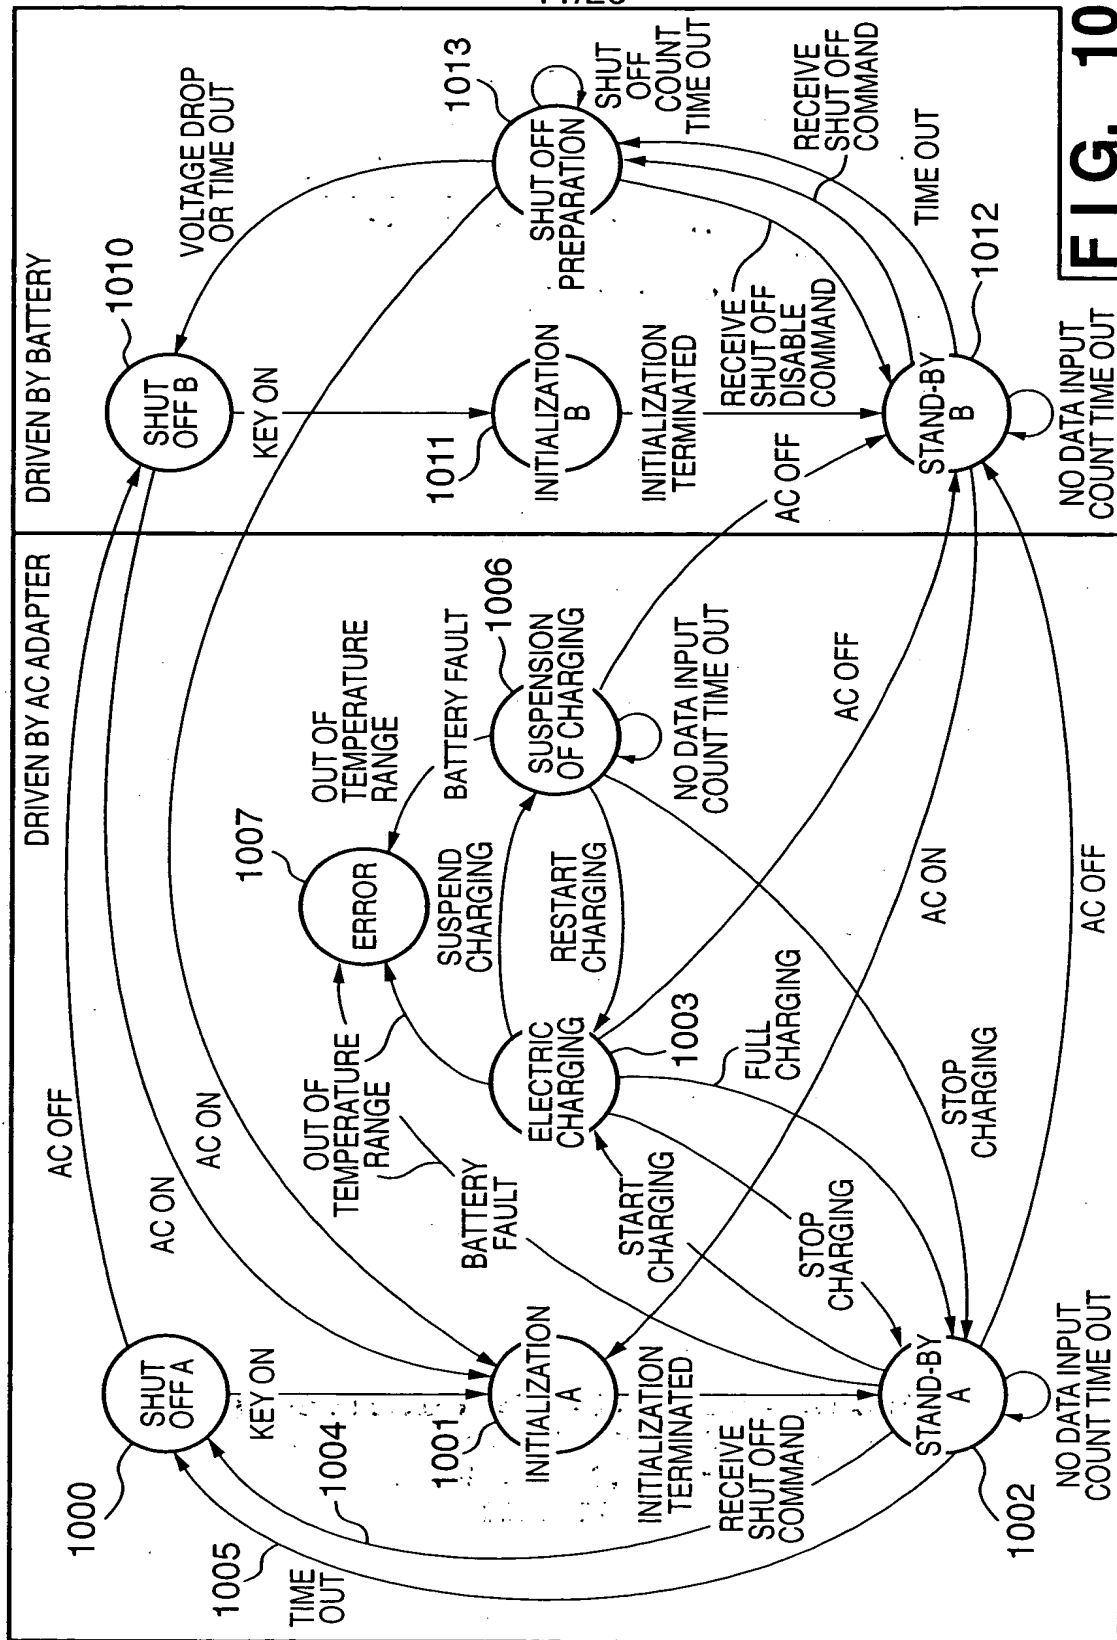 DRIVEN BY AC ADAPTER
DRIVEN BY BATTERY
1000
SHUT
OFF A
AC OFF
1010
SHUT
OFF B
VOLTAGE DROP
OR TIME OUT
1005
TIME
OUT
1004
KEY ON
AC ON
AC ON
KEY ON
1013
SHUT OFF
PREPARATION
SHUT
OFF
COUNT
TIME OUT
1001
INITIALIZATION
A
OUT OF
TEMPERATURE
RANGE
BATTERY
FAULT
1007
ERROR
OUT OF
TEMPERATURE
RANGE
BATTERY FAULT
1006
SUSPEND
CHARGING
ELECTRIC
CHARGING
1003
RESTART
CHARGING
SUSPENSION
OF CHARGING
NO DATA INPUT
COUNT TIME OUT
1011
INITIALIZATION
B
INITIALIZATION
TERMINATED
INITIALIZATION
TERMINATED
RECEIVE
SHUT OFF
COMMAND
START
CHARGING
STOP
CHARGING
FULL
CHARGING
STOP
CHARGING
AC OFF
AC OFF
AC ON
RECEIVE
SHUT OFF
DISABLE
COMMAND
RECEIVE
SHUT OFF
COMMAND
TIME OUT
STAND-BY
A
1002
NO DATA INPUT
COUNT TIME OUT
AC OFF
STAND-BY
B
1012
NO DATA INPUT
COUNT TIME OUT
FIG. 10